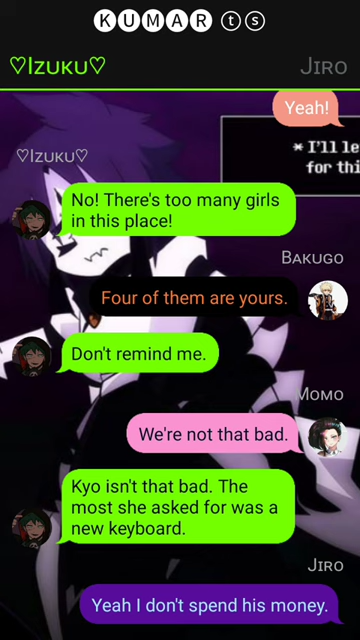 KUMAR ts
♡Izuku♡
Jiro
Yeah!
* I'll le
for thi
♡Izuku♡
No! There's too many girls
in this place!
Bakugo
Four of them are yours.
Don't remind me.
Momo
We're not that bad.
Kyo isn't that bad. The
most she asked for was a
new keyboard.
Jiro
Yeah I don't spend his money.